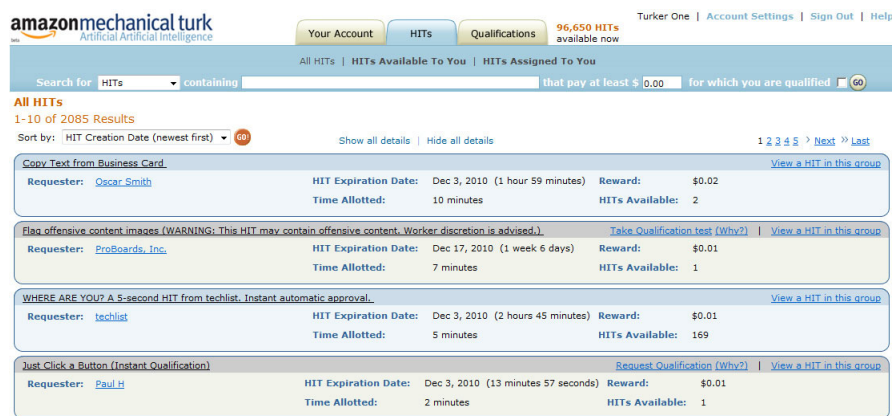 Turker One | Account Settings | Sign Out | Help
amazonmechanical turk
beta Artificial Artificial Intelligence
Your Account HITs Qualifications 96,650 HITs
available now
All HITs | HITs Available To You | HITs Assigned To You
Search for HITs containing that pay at least $ 0.00 for which you are qualified GO
All HITs
1-10 of 2085 Results
Sort by: HIT Creation Date (newest first) GO! Show all details | Hide all details 1 2 3 4 5 › Next » Last
Copy Text from Business Card View a HIT in this group
Requester: Oscar Smith HIT Expiration Date: Dec 3, 2010 (1 hour 59 minutes) Reward: $0.02
Time Allotted: 10 minutes HITs Available: 2
Flag offensive content images (WARNING: This HIT may contain offensive content. Worker discretion is advised.) Take Qualification test (Why?) | View a HIT in this group
Requester: ProBoards, Inc. HIT Expiration Date: Dec 17, 2010 (1 week 6 days) Reward: $0.01
Time Allotted: 7 minutes HITs Available: 1
WHERE ARE YOU? A 5-second HIT from techlist. Instant automatic approval. View a HIT in this group
Requester: techlist HIT Expiration Date: Dec 3, 2010 (2 hours 45 minutes) Reward: $0.01
Time Allotted: 5 minutes HITs Available: 169
Just Click a Button (Instant Qualification) Request Qualification (Why?) | View a HIT in this group
Requester: Paul H HIT Expiration Date: Dec 3, 2010 (13 minutes 57 seconds) Reward: $0.01
Time Allotted: 2 minutes HITs Available: 1